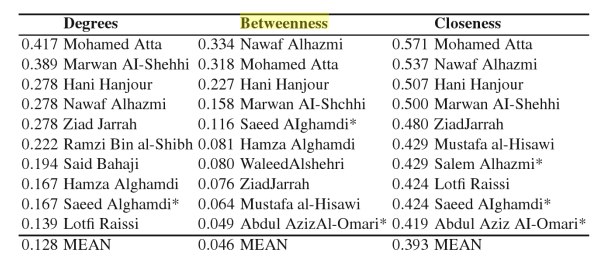 Degrees Betweenness Closeness
0.417 Mohamed Atta 0.334 Nawaf Alhazmi 0.571 Mohamed Atta
0.389 Marwan AI-Shehhi 0.318 Mohamed Atta 0.537 Nawaf Alhazmi
0.278 Hani Hanjour 0.227 Hani Hanjour 0.507 Hani Hanjour
0.278 Nawaf Alhazmi 0.158 Marwan AI-Shchhi 0.500 Marwan AI-Shehhi
0.278 Ziad Jarrah 0.116 Saeed AIghamdi* 0.480 ZiadJarrah
0.222 Ramzi Bin al-Shibh 0.081 Hamza Alghamdi 0.429 Mustafa al-Hisawi
0.194 Said Bahaji 0.080 WaleedAlshehri 0.429 Salem Alhazmi*
0.167 Hamza Alghamdi 0.076 ZiadJarrah 0.424 Lotfi Raissi
0.167 Saeed Alghamdi* 0.064 Mustafa al-Hisawi 0.424 Saeed AIghamdi*
0.139 Lotfi Raissi 0.049 Abdul AzizAl-Omari* 0.419 Abdul Aziz AI-Omari*
0.128 MEAN 0.046 MEAN 0.393 MEAN